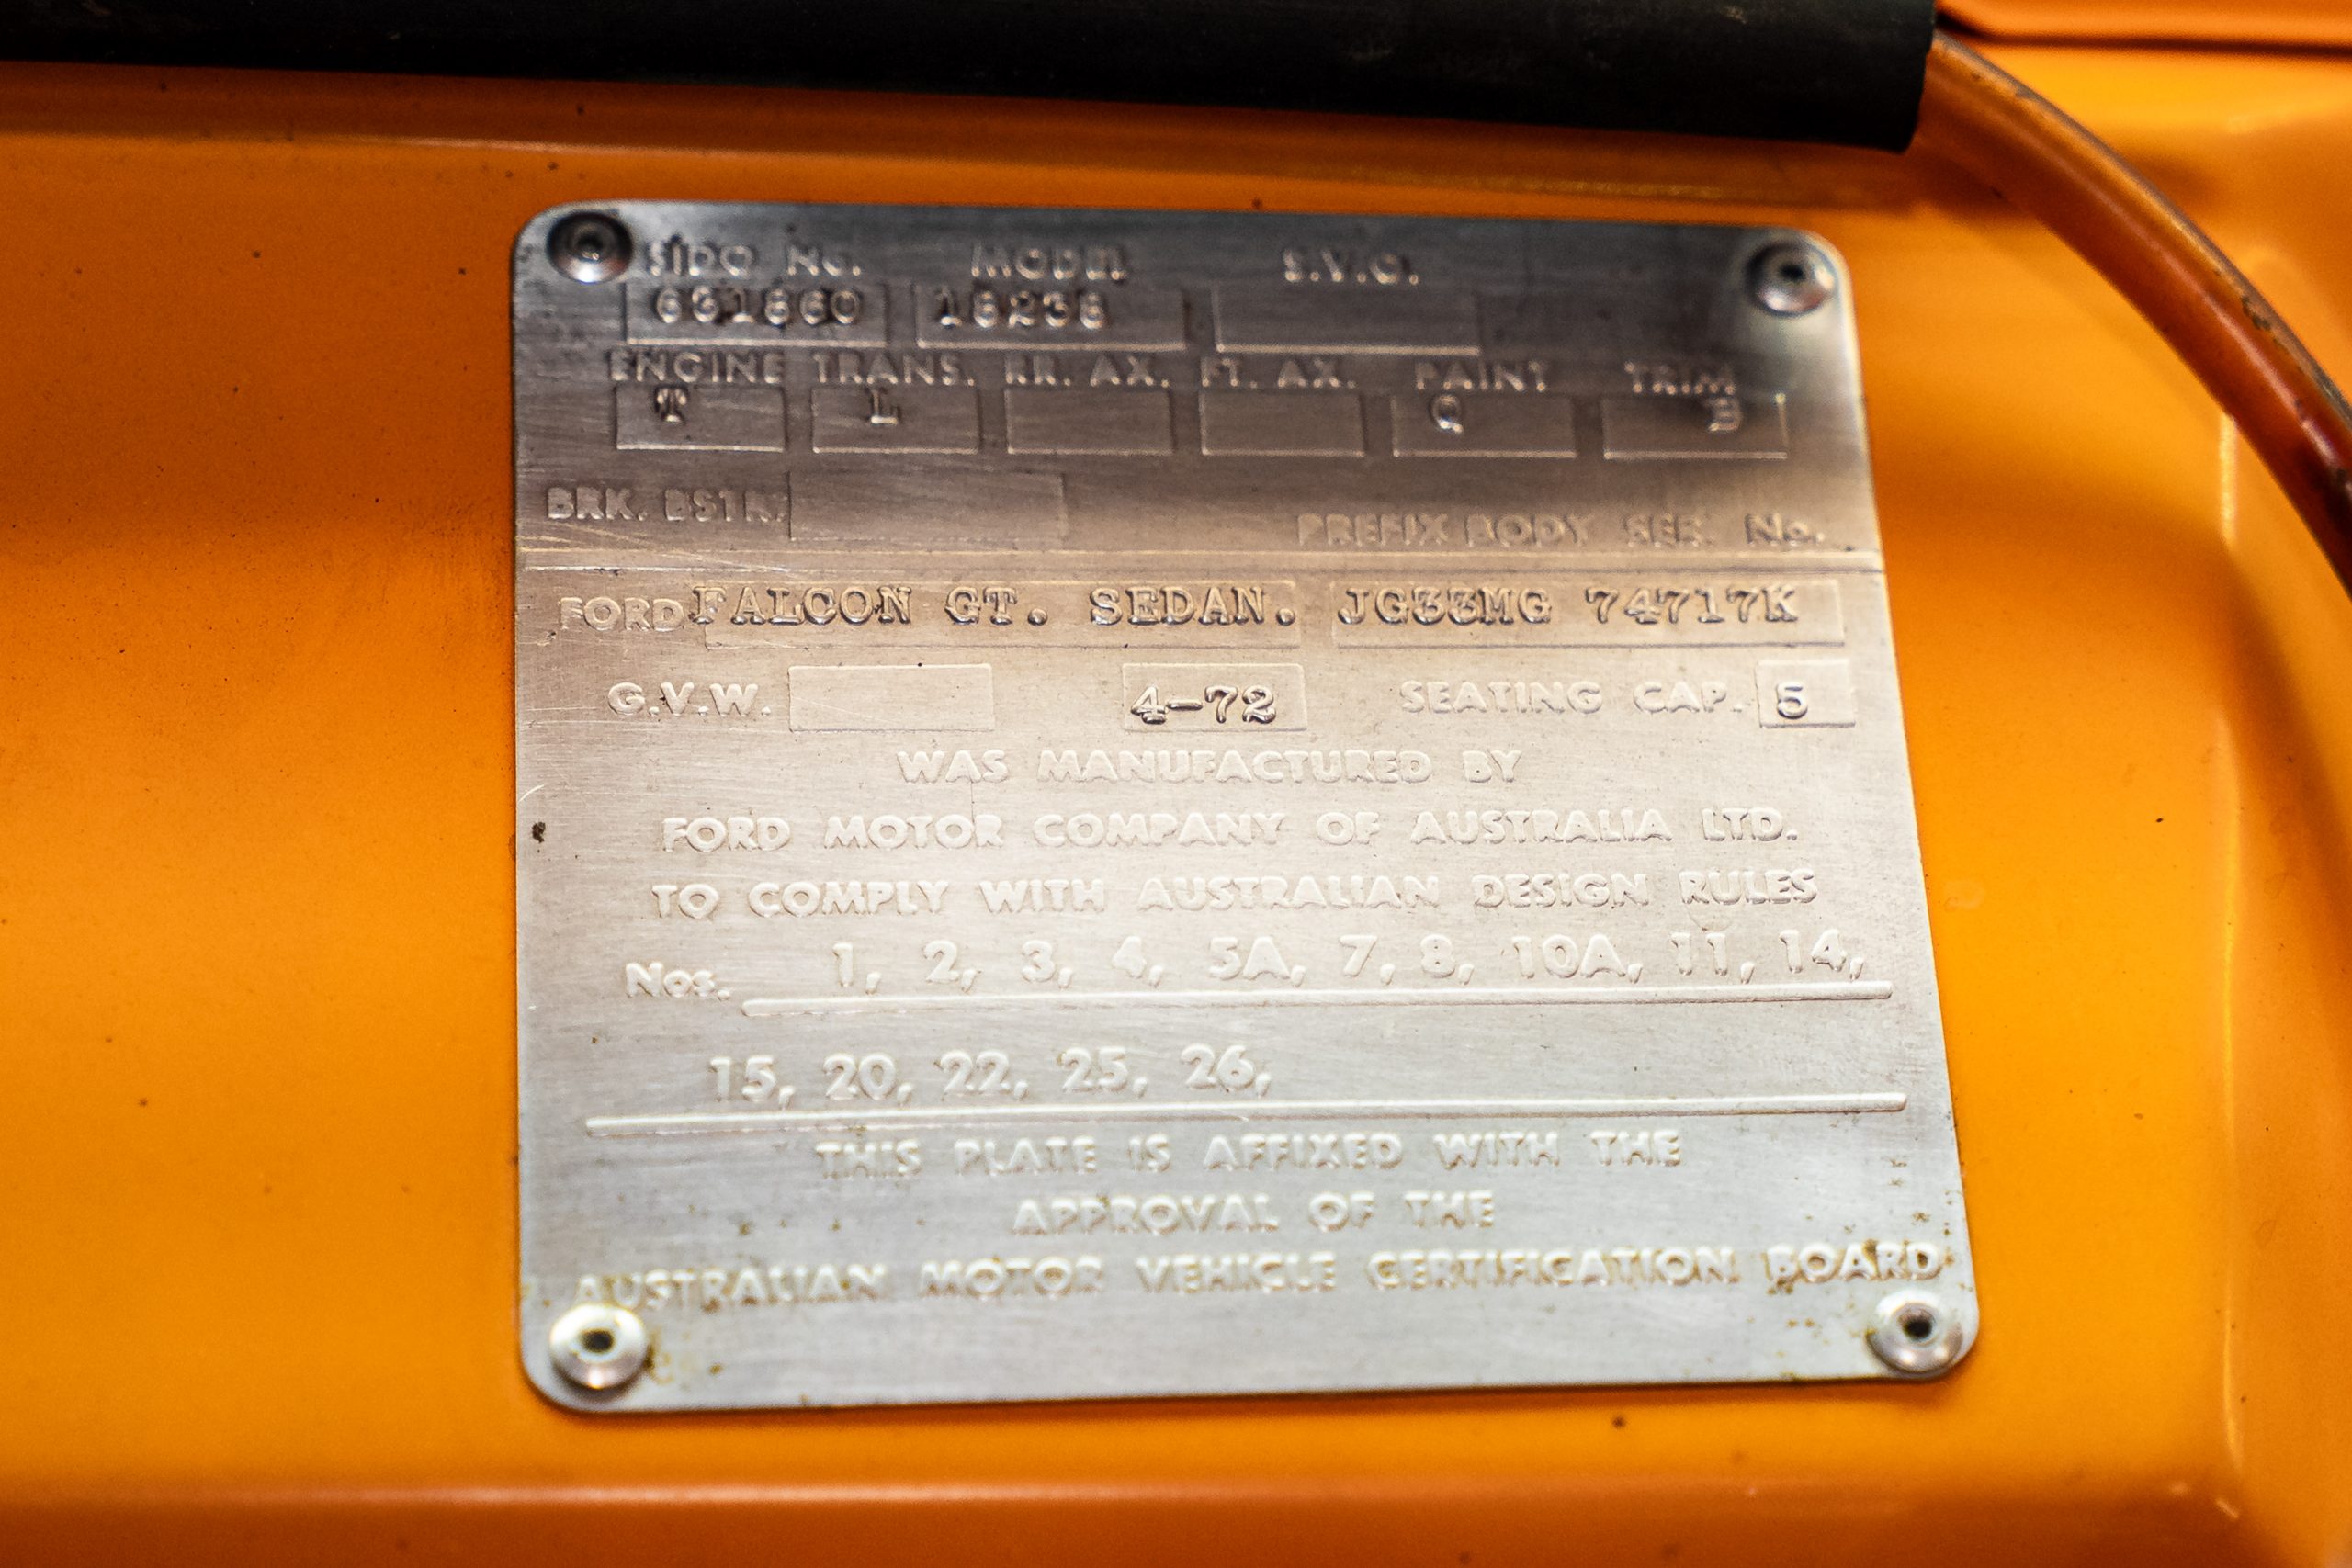 SIDO No. MODEL S.V.O.
631860 18238
ENGINE TRANS. RR. AX. FT. AX. PAINT TRIM
T L Q B
BRK. BSTR. PREFIX BODY SER. No.
FORD FALCON GT. SEDAN. JG33MG 74717K
G.V.W. 4-72 SEATING CAP. 5
WAS MANUFACTURED BY
FORD MOTOR COMPANY OF AUSTRALIA LTD.
TO COMPLY WITH AUSTRALIAN DESIGN RULES
Nos. 1, 2, 3, 4, 5A, 7, 8, 10A, 11, 14,
15, 20, 22, 25, 26,
THIS PLATE IS AFFIXED WITH THE
APPROVAL OF THE
AUSTRALIAN MOTOR VEHICLE CERTIFICATION BOARD